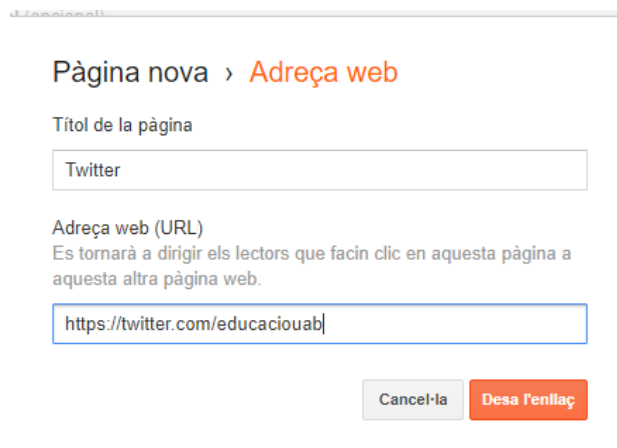 Pàgina nova › Adreça web
Títol de la pàgina
Twitter
Adreça web (URL)
Es tornarà a dirigir els lectors que facin clic en aquesta pàgina a
aquesta altra pàgina web.
https://twitter.com/educaciouab
Cancel·la Desa l'enllaç